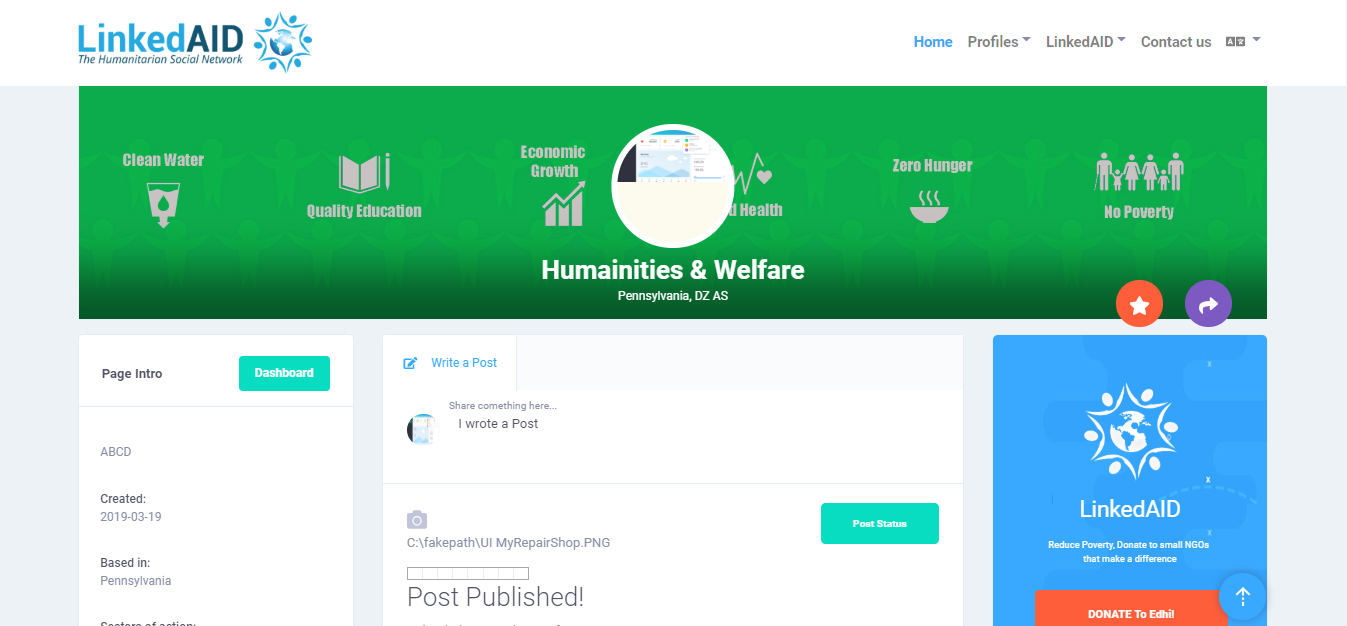 LinkedAID
The Humanitarian Social Network
Home Profiles LinkedAID Contact us
Clean Water
Quality Education
Economic
Growth
d Health
Zero Hunger
No Poverty
Humainities & Welfare
Pennsylvania, DZ AS
Page Intro
Dashboard
ABCD
Created:
2019-03-19
Based in:
Pennsylvania
Write a Post
Share comething here...
I wrote a Post
C:\fakepath\UI MyRepairShop.PNG
Post Status
Post Published!
LinkedAID
Reduce Poverty, Donate to small NGOs
that make a difference
DONATE To Edhi!